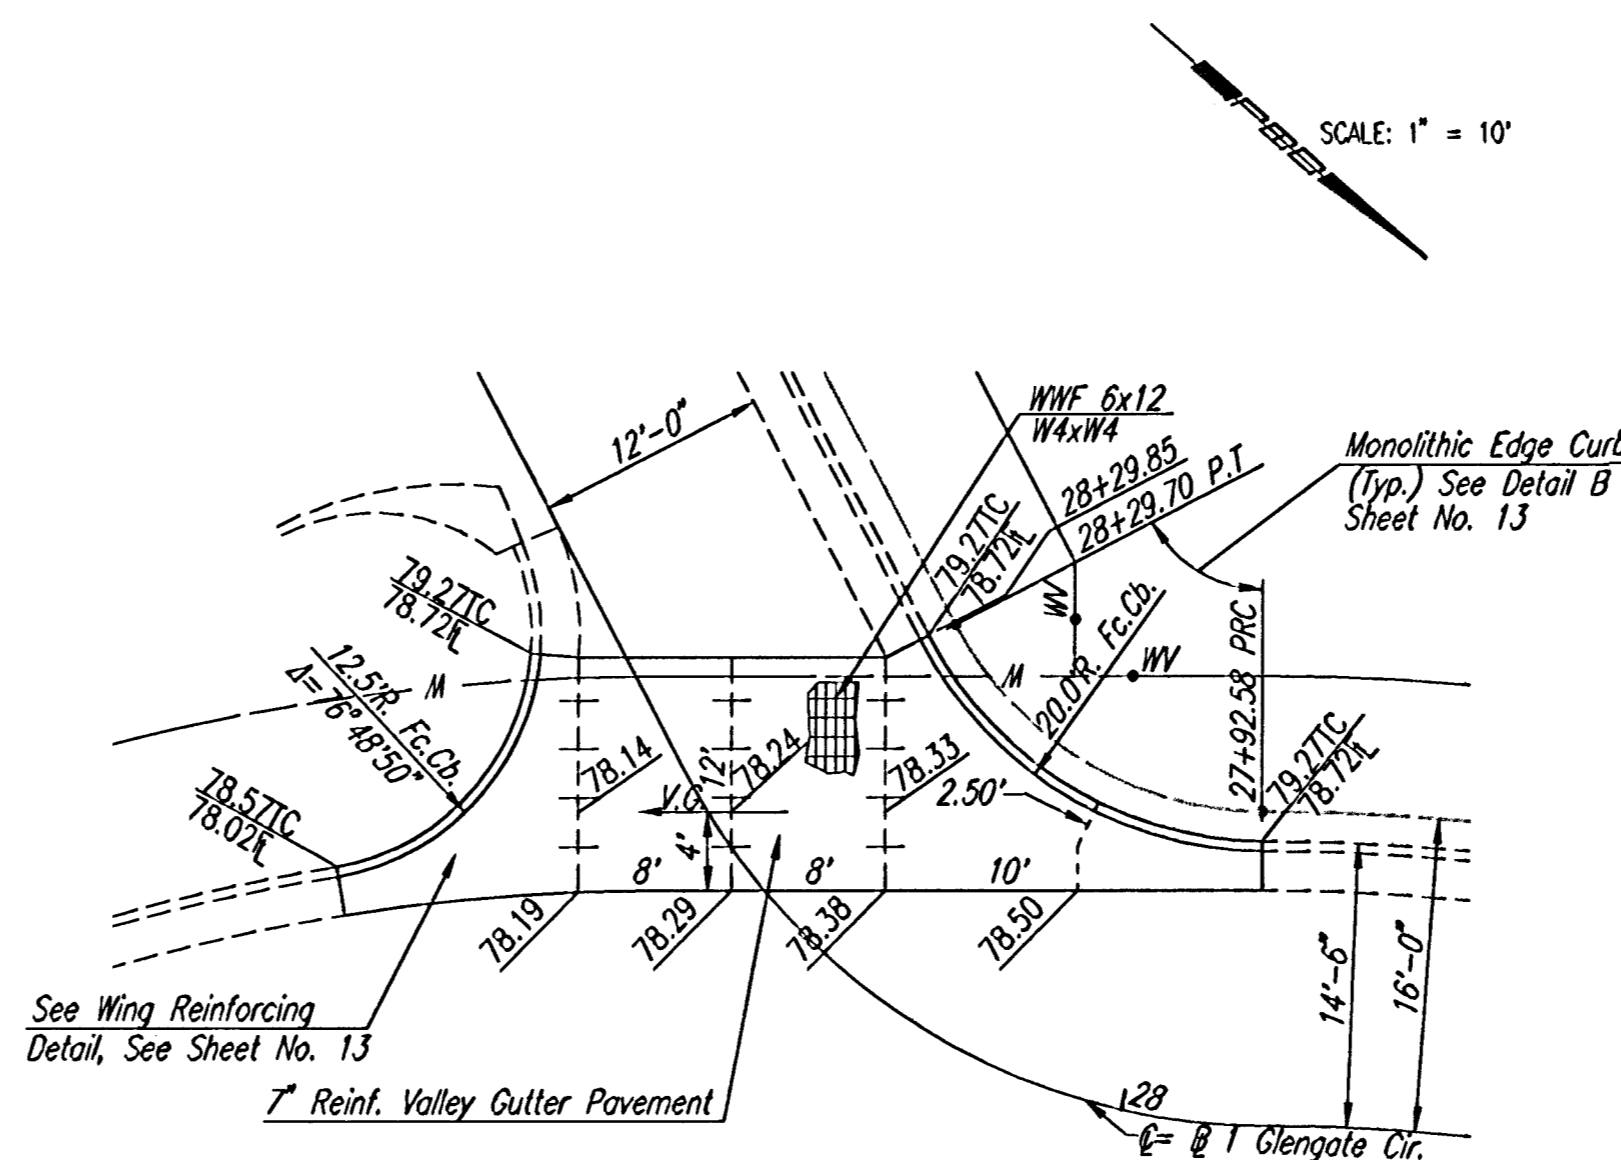 SCALE: 1" = 10'
12'-0"
WWF 6x12
W4xW4
28+29.85
28+29.70 P.T
Monolithic Edge Curb
(Typ.) See Detail B
Sheet No. 13
79.27TC
78.72℄
79.27TC
78.72℄
WV
20.0'R. Fc.Cb.
27+92.58 PRC
12.5'R. Fc.Cb.
Δ=76°48'50"
M
M
WV
79.27TC
78.72℄
78.57TC
78.02℄
78.14
12'
78.24
78.33
2.50'
V.G.
4'
8'
8'
10'
78.19
78.29
78.38
78.50
14'-6"
16'-0"
See Wing Reinforcing
Detail, See Sheet No. 13
7" Reinf. Valley Gutter Pavement
28
℄= 1 Glengate Cir.